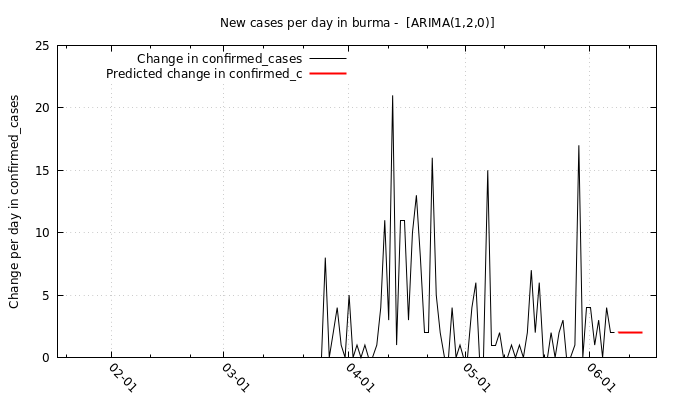 New cases per day in burma -  [ARIMA(1,2,0)]
Change in confirmed_cases
Predicted change in confirmed_c
Change per day in confirmed_cases
25
20
15
10
5
0
02-01
03-01
04-01
05-01
06-01